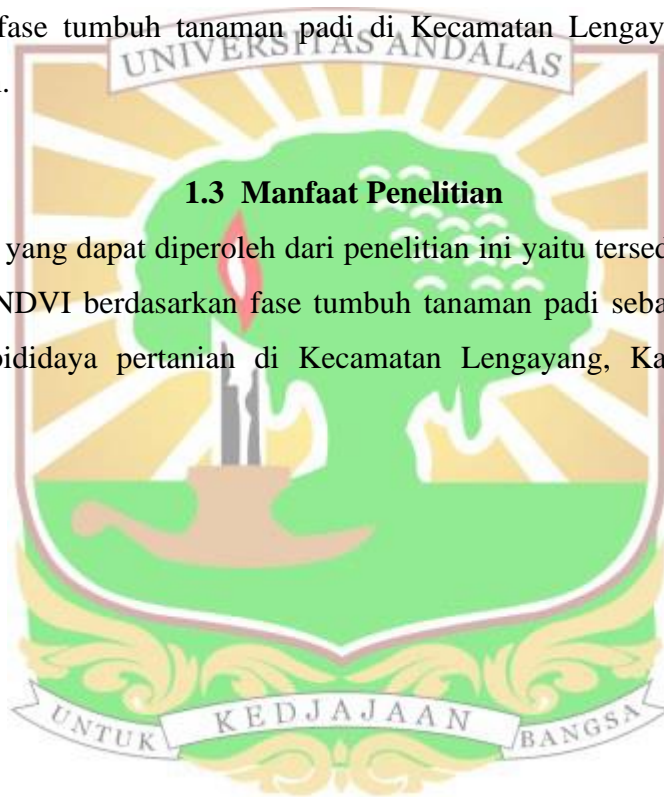 fase tumbuh tanaman padi di Kecamatan Lengay
UNIVERSITAS ANDALAS
1.3 Manfaat Penelitian
yang dapat diperoleh dari penelitian ini yaitu tersed
NDVI berdasarkan fase tumbuh tanaman padi seba
bididaya pertanian di Kecamatan Lengayang, Ka
UNTUK KEDJAJAAN BANGSA